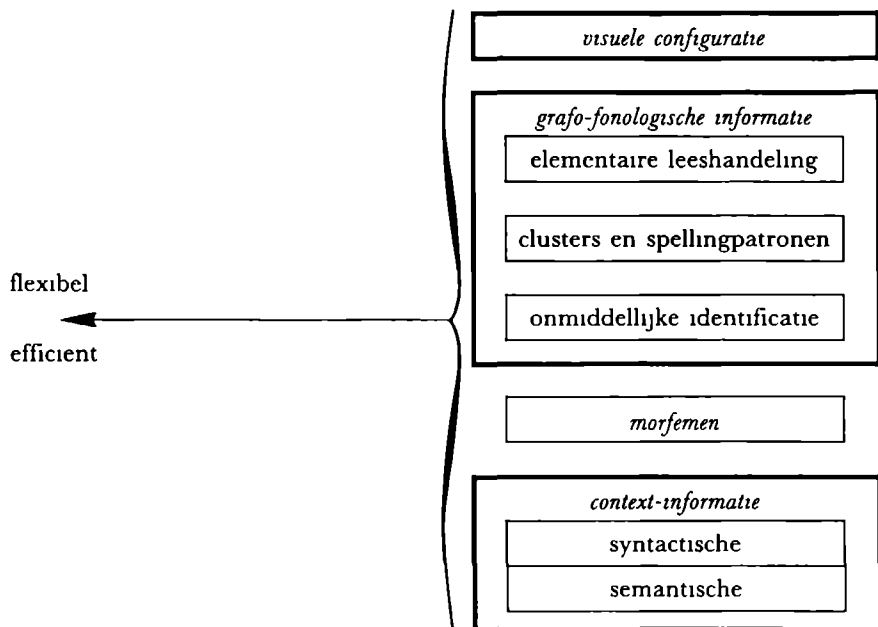 visuele configuratie
grafo-fonologische informatie
elementaire leeshandeling
clusters en spellingpatronen
flexibel
onmiddellijke identificatie
efficient
morfemen
context-informatie
syntactische
semantische